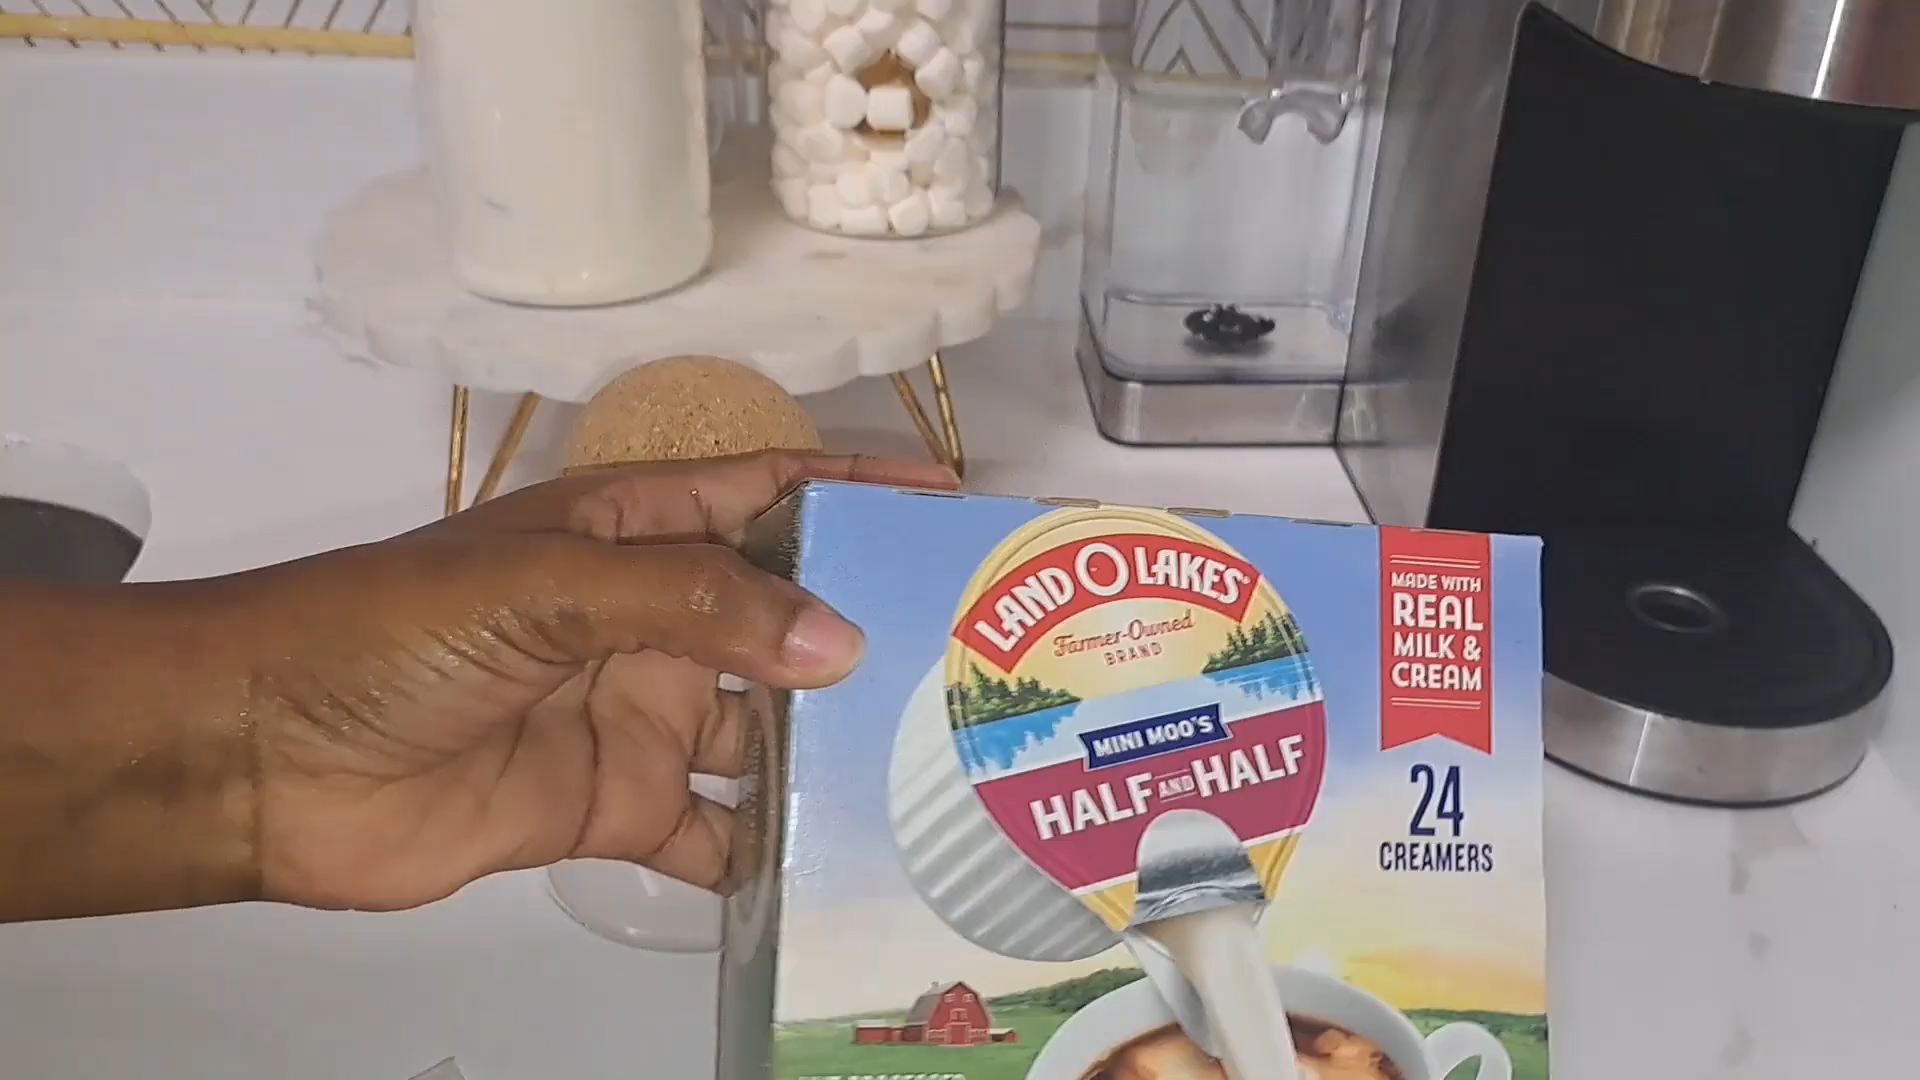 LAND O LAKES
Farmer-Owned
BRAND
MINI MOO'S
HALF AND HALF
MADE WITH
REAL
MILK &
CREAM
24
CREAMERS